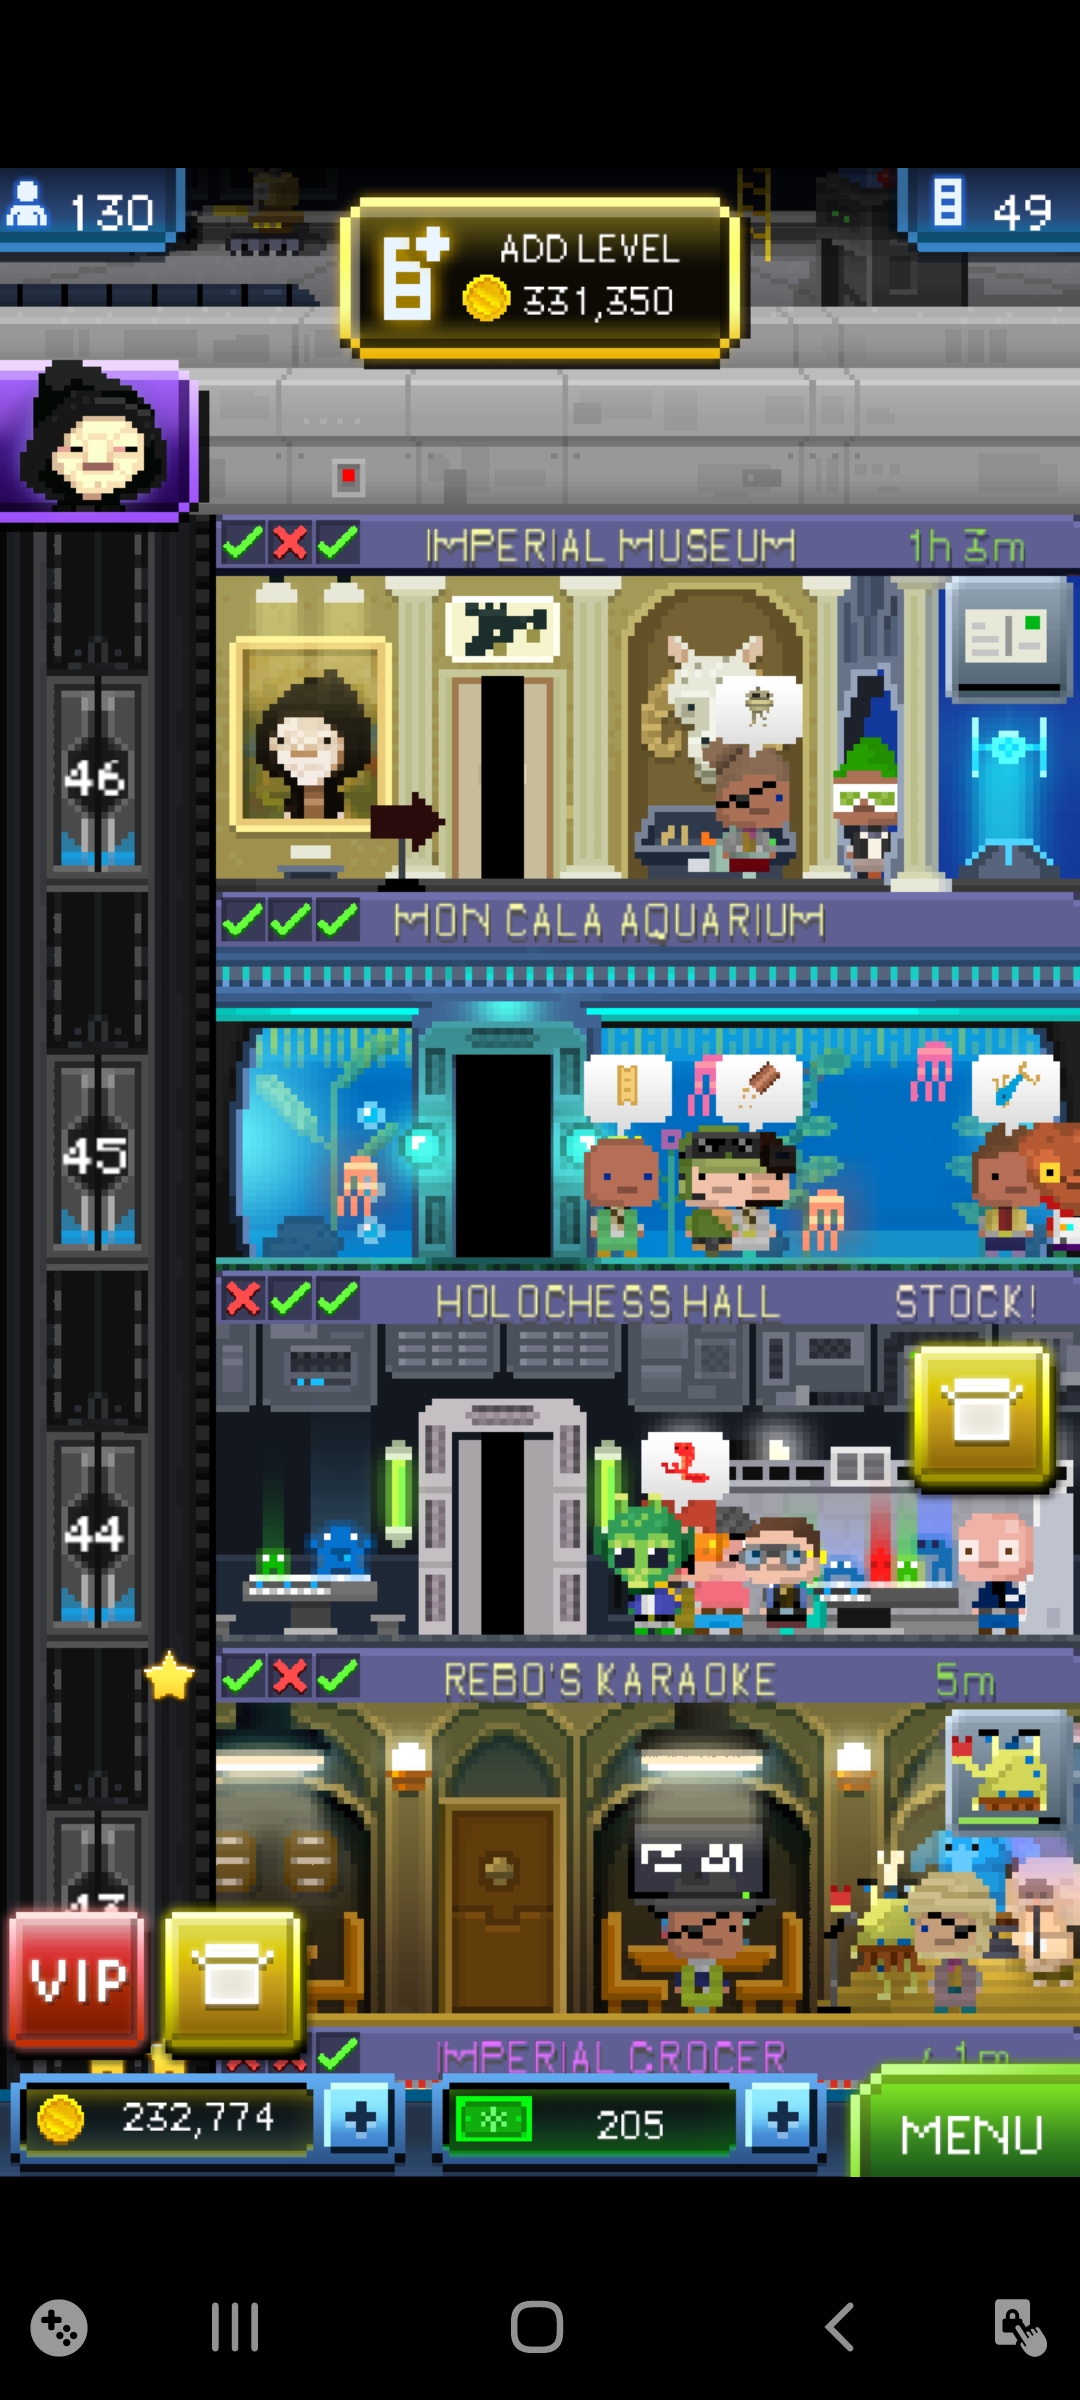 130
49
ADD LEVEL
331,350
IMPERIAL MUSEUM 1h 3m
46
MON CALA AQUARIUM
45
HOLOCHESS HALL STOCK!
44
REBO'S KARAOKE 5m
43
VIP
IMPERIAL GROCER
232,774
205
MENU